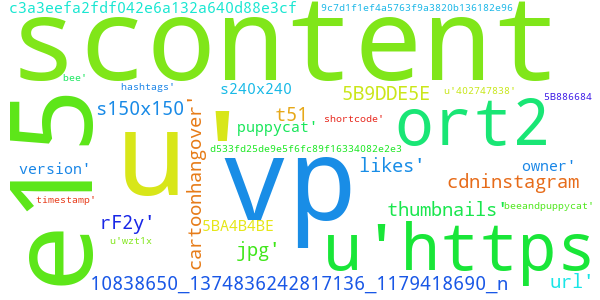 c3a3eefa2fdf042e6a132a640d88e3cf
9c7d1f1ef4a5763f9a3820b136182e96
scontent
bee'
hashtags'
s240x240
u'402747838'
5B9DDE5E
5B886684
e15
s150x150
u'
t51
ort2
cartoonhangover'
puppycat'
shortcode'
d533fd25de9e5f6fc89f16334082e2e3
vp
version'
likes'
owner'
cdninstagram
timestamp'
thumbnails'
beeandpuppycat'
rF2y'
5BA4B4BE
u'https
u'wzt1x
jpg'
10838650_1374836242817136_1179418690_n
url'